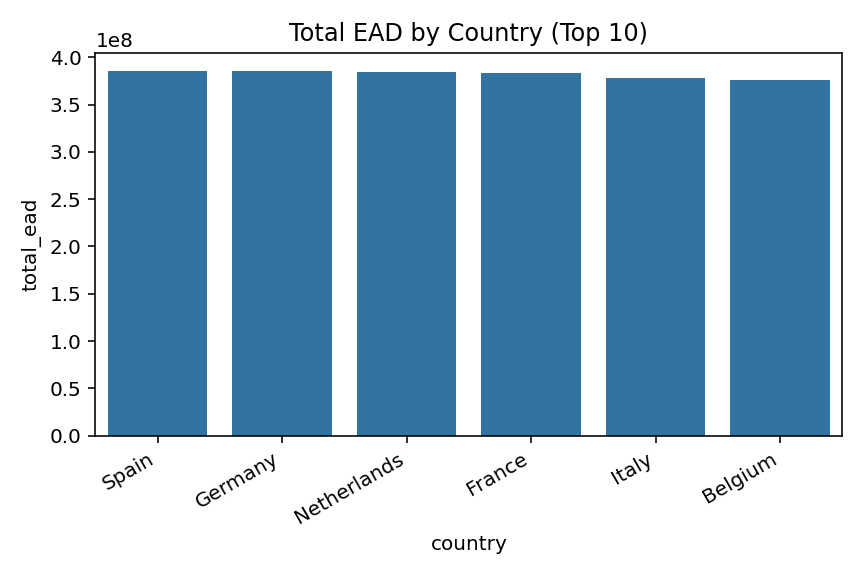 Total EAD by Country (Top 10)
1e8
4.0
3.5
3.0
2.5
2.0
1.5
1.0
0.5
0.0
total_ead
Spain
Germany
Netherlands
France
Italy
Belgium
country